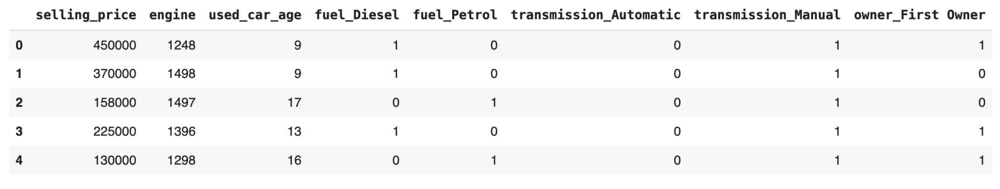 selling_price engine used_car_age fuel_Diesel fuel_Petrol transmission_Automatic transmission_Manual owner_First Owner
0 450000 1248 9 1 0 0 1 1
1 370000 1498 9 1 0 0 1 0
2 158000 1497 17 0 1 0 1 0
3 225000 1396 13 1 0 0 1 1
4 130000 1298 16 0 1 0 1 1